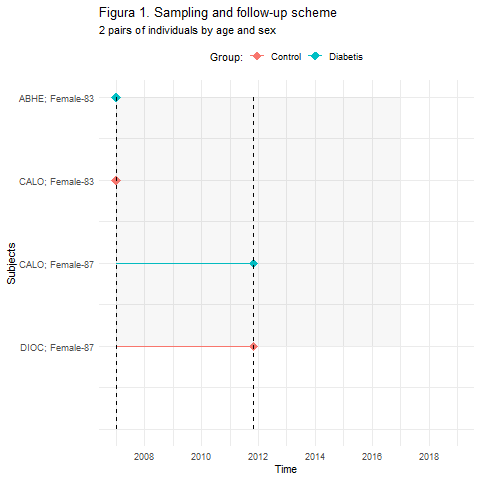 Figura 1. Sampling and follow-up scheme
2 pairs of individuals by age and sex
Group: Control Diabetis
ABHE; Female-83
CALO; Female-83
CALO; Female-87
DIOC; Female-87
Subjects
2008 2010 2012 2014 2016 2018
Time